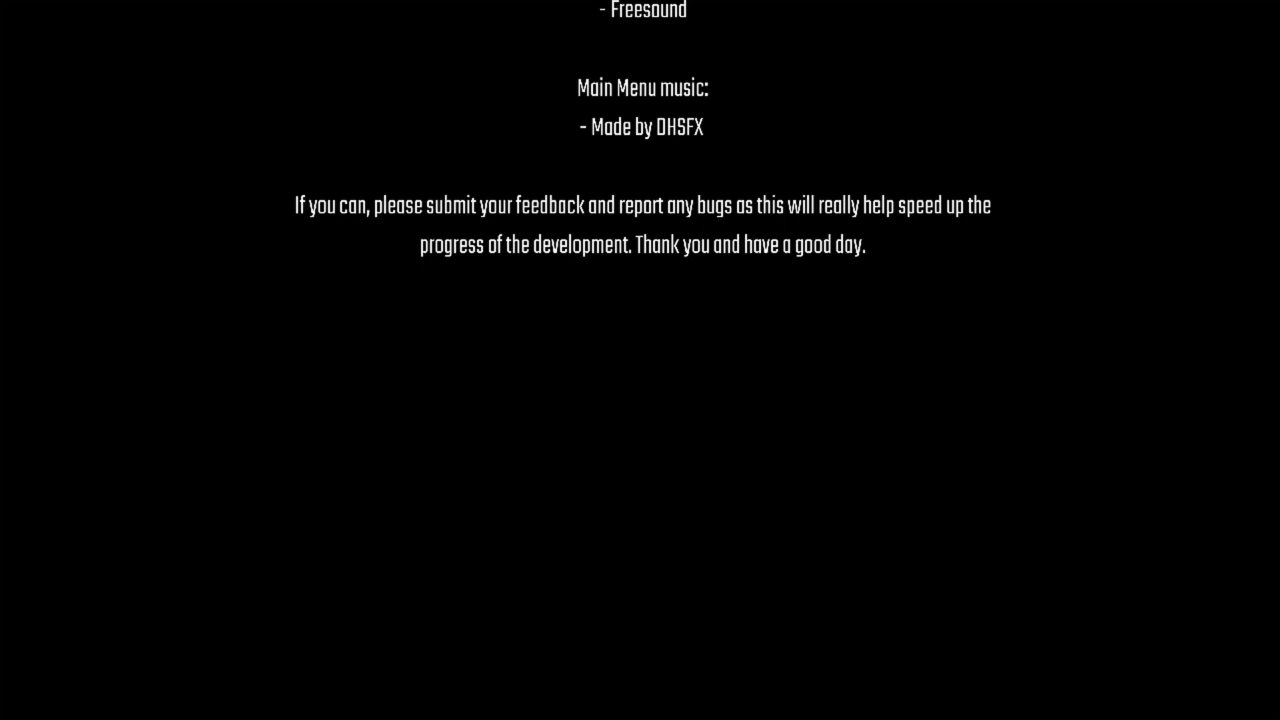 - Freesound
Main Menu music:
- Made by DHSFX
If you can, please submit your feedback and report any bugs as this will really help speed up the
progress of the development. Thank you and have a good day.